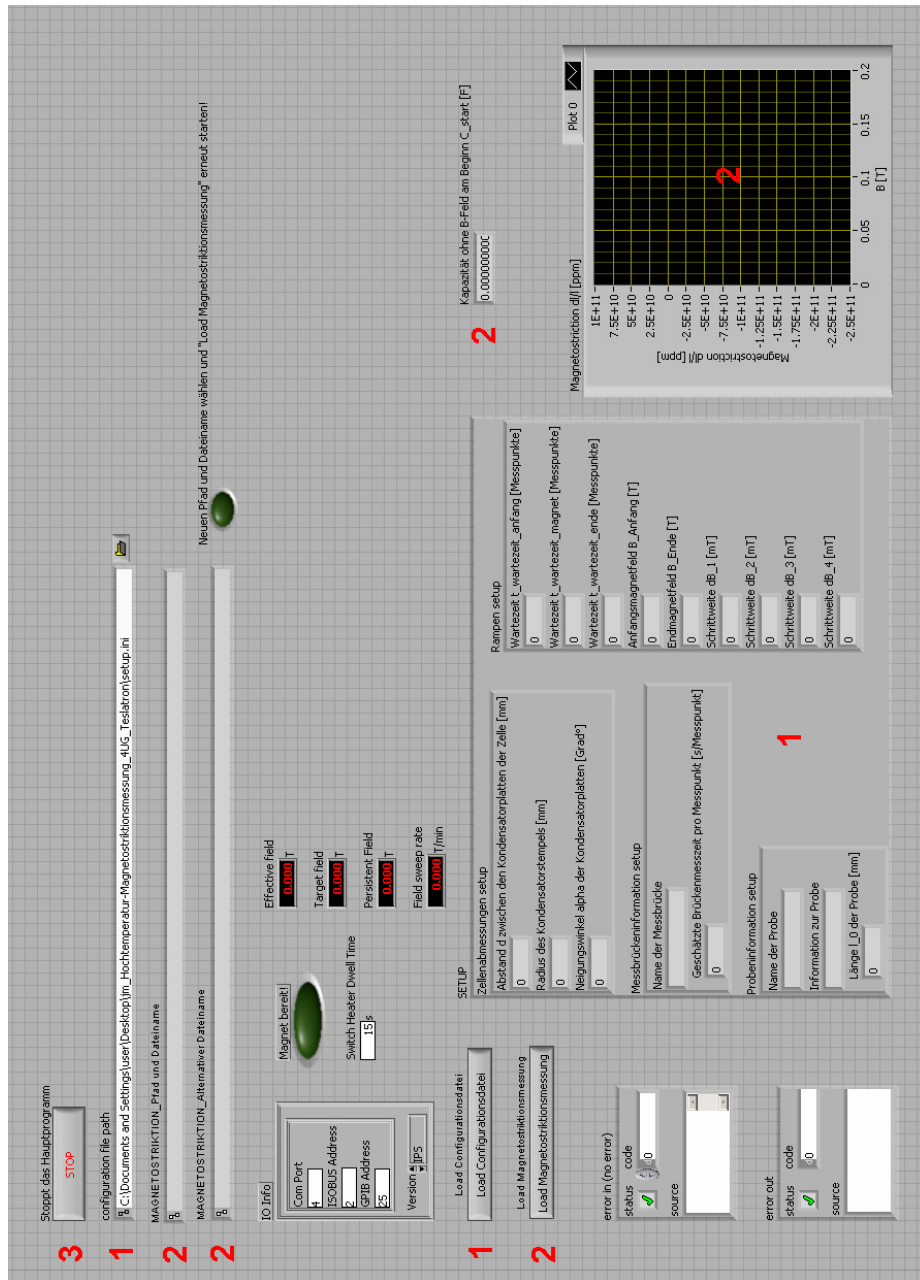 Stoppt das Hauptprogramm
3
STOP
configuration file path
1
C:\Documents and Settings\user\Desktop\jm_Hochtemperatur-Magnetostriktionsmessung_4UG_Teslatron\setup.ini
MAGNETOSTRIKTION_Pfad und Dateiname
2
MAGNETOSTRIKTION_Alternativer Dateiname
2
Neuen Pfad und Dateiname wählen und "Load Magnetostriktionsmessung" erneut starten!
IO Info
Com Port
4
ISOBUS Address
2
GPIB Address
25
Version
IPS
Magnet bereit!
Switch Heater Dwell Time
15 s
Effective field
0.000 T
Target field
0.000 T
Persistent Field
0.000 T
Field sweep rate
0.000 T/min
Kapazität ohne B-Feld am Beginn C_start [F]
2
0.000000000
Load Configurationsdatei
1
Load Configurationsdatei
Load Magnetostriktionsmessung
2
Load Magnetostriktionsmessung
SETUP
Zellenabmessungen setup
Abstand d zwischen den Kondensatorplatten der Zelle [mm]
0
Radius des Kondensatorstempels [mm]
0
Neigungswinkel alpha der Kondensatorplatten [Grad°]
0
Messbrückeninformation setup
Name der Messbrücke
Geschätzte Brückenmesszeit pro Messpunkt [s/Messpunkt]
0
Probeninformation setup
Name der Probe
Information zur Probe
Länge l_0 der Probe [mm]
0
1
Rampen setup
Wartezeit t_wartezeit_anfang [Messpunkte]
0
Wartezeit t_wartezeit_magnet [Messpunkte]
0
Wartezeit t_wartezeit_ende [Messpunkte]
0
Anfangsmagnetfeld B_Anfang [T]
0
Endmagnetfeld B_Ende [T]
0
Schrittweite dB_1 [mT]
0
Schrittweite dB_2 [mT]
0
Schrittweite dB_3 [mT]
0
Schrittweite dB_4 [mT]
0
Magnetostriction dl/l [ppm]
Plot 0
Magnetostriction dl/l [ppm]
1E+11
7.5E+10
5E+10
2.5E+10
0
-2.5E+10
-5E+10
-7.5E+10
-1E+11
-1.25E+11
-1.5E+11
-1.75E+11
-2E+11
-2.25E+11
-2.5E+11
2
0
0.05
0.1
0.15
0.2
B [T]
error in (no error)
status
code
0
source
error out
status
code
0
source